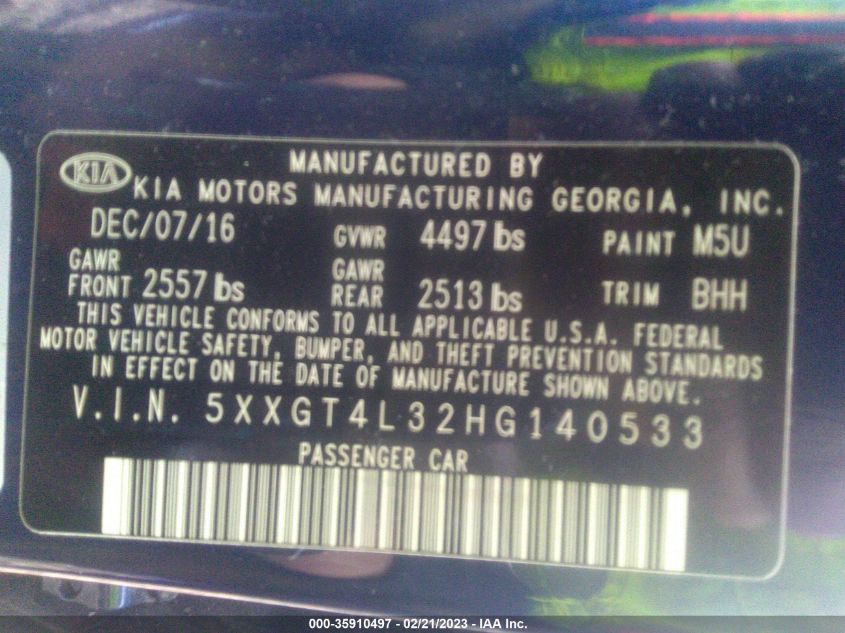 MANUFACTURED BY
KIA KIA MOTORS MANUFACTURING GEORGIA, INC.
DEC/07/16 GVWR 4497 lbs PAINT M5U
GAWR FRONT 2557 lbs GAWR REAR 2513 lbs TRIM BHH
THIS VEHICLE CONFORMS TO ALL APPLICABLE U.S.A. FEDERAL
MOTOR VEHICLE SAFETY, BUMPER, AND THEFT PREVENTION STANDARDS
IN EFFECT ON THE DATE OF MANUFACTURE SHOWN ABOVE.
V.I.N. 5XXGT4L32HG140533
PASSENGER CAR
000-35910497 - 02/21/2023 - IAA Inc.